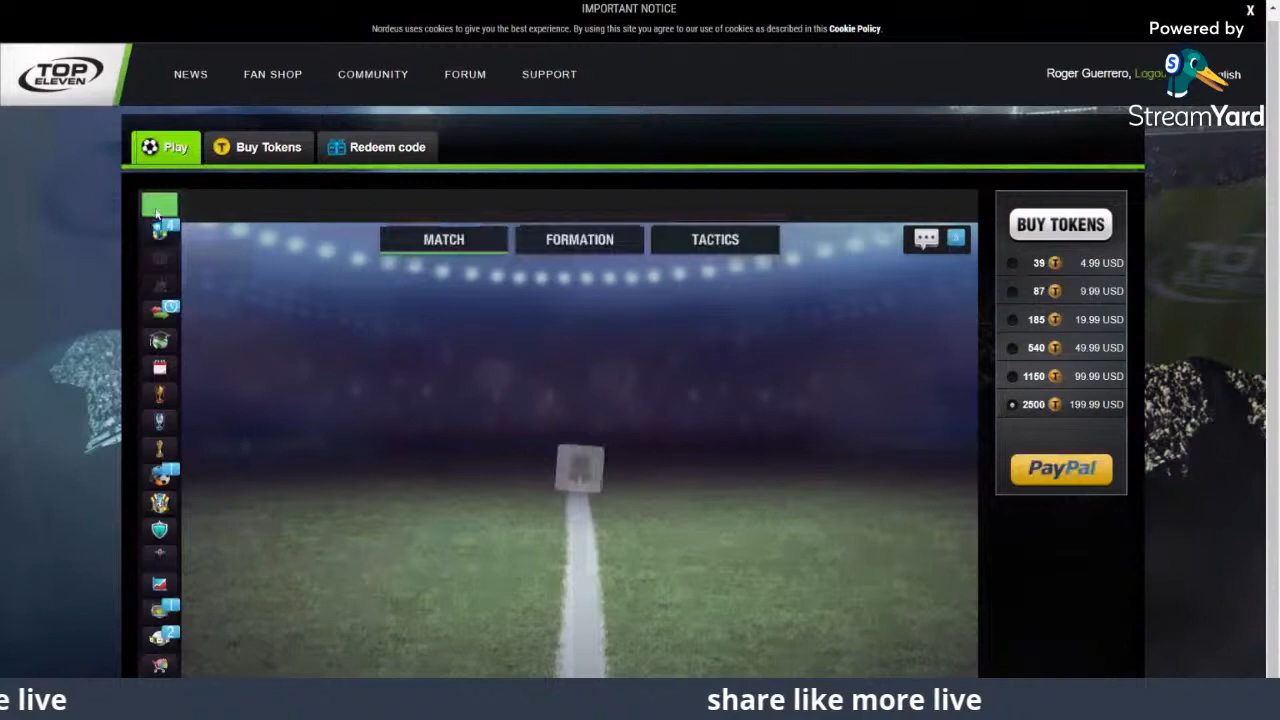 IMPORTANT NOTICE
X
Nordeus uses cookies to give you the best experience. By using this site you agree to our use of cookies as described in this Cookie Policy.
Powered by
StreamYard
TOP ELEVEN
NEWS
FAN SHOP
COMMUNITY
FORUM
SUPPORT
Roger Guerrero,
Play
T Buy Tokens
Redeem code
4
MATCH
FORMATION
TACTICS
BUY TOKENS
39 T 4.99 USD
87 T 9.99 USD
185 T 19.99 USD
540 T 49.99 USD
1150 T 99.99 USD
2500 T 199.99 USD
PayPal
1
1
2
e live
share like more live